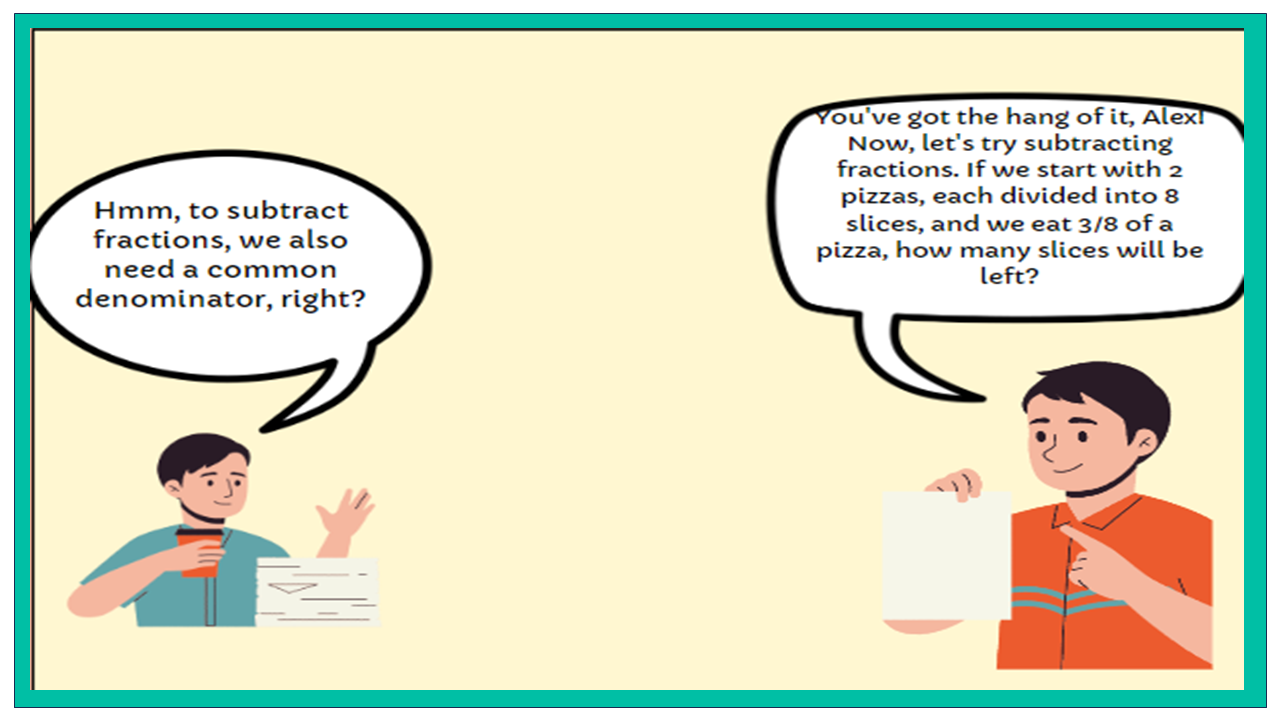 Hmm, to subtract
fractions, we also
need a common
denominator, right?
You've got the hang of it, Alex!
Now, let's try subtracting
fractions. If we start with 2
pizzas, each divided into 8
slices, and we eat 3/8 of a
pizza, how many slices will be
left?